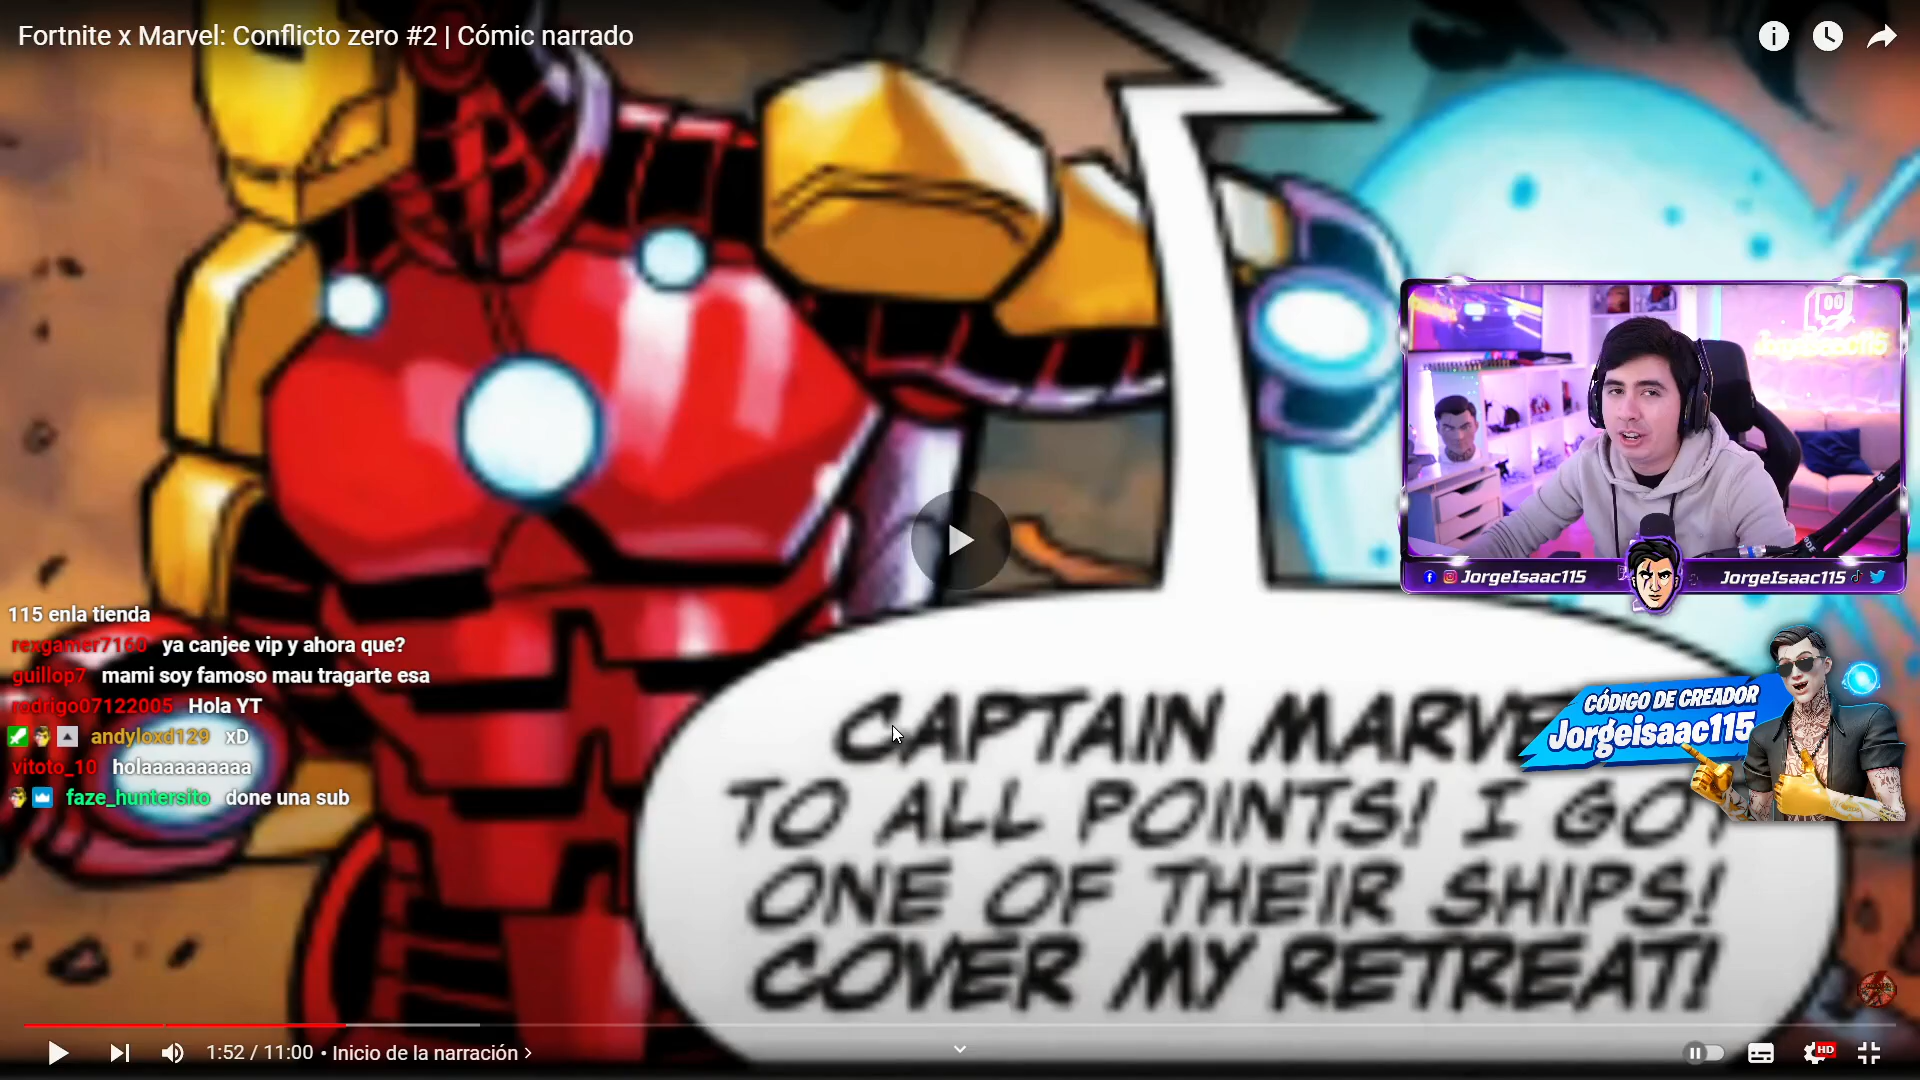 Fortnite x Marvel: Conflicto zero #2 | Cómic narrado
JorgeIsaac115
JorgeIsaac115
JorgeIsaac115
115 enla tienda
rexgamer7160 ya canjee vip y ahora que?
guillop7 mami soy famoso mau tragarte esa
rodrigo07122005 Hola YT
andyloxd129 xD
vitoto_10 holaaaaaaaaaa
faze_huntersito done una sub
CÓDIGO DE CREADOR
Jorgeisaac115
CAPTAIN MARVE
TO ALL POINTS! I GOT
ONE OF THEIR SHIPS!
COVER MY RETREAT!
1:52 / 11:00 • Inicio de la narración >
HD